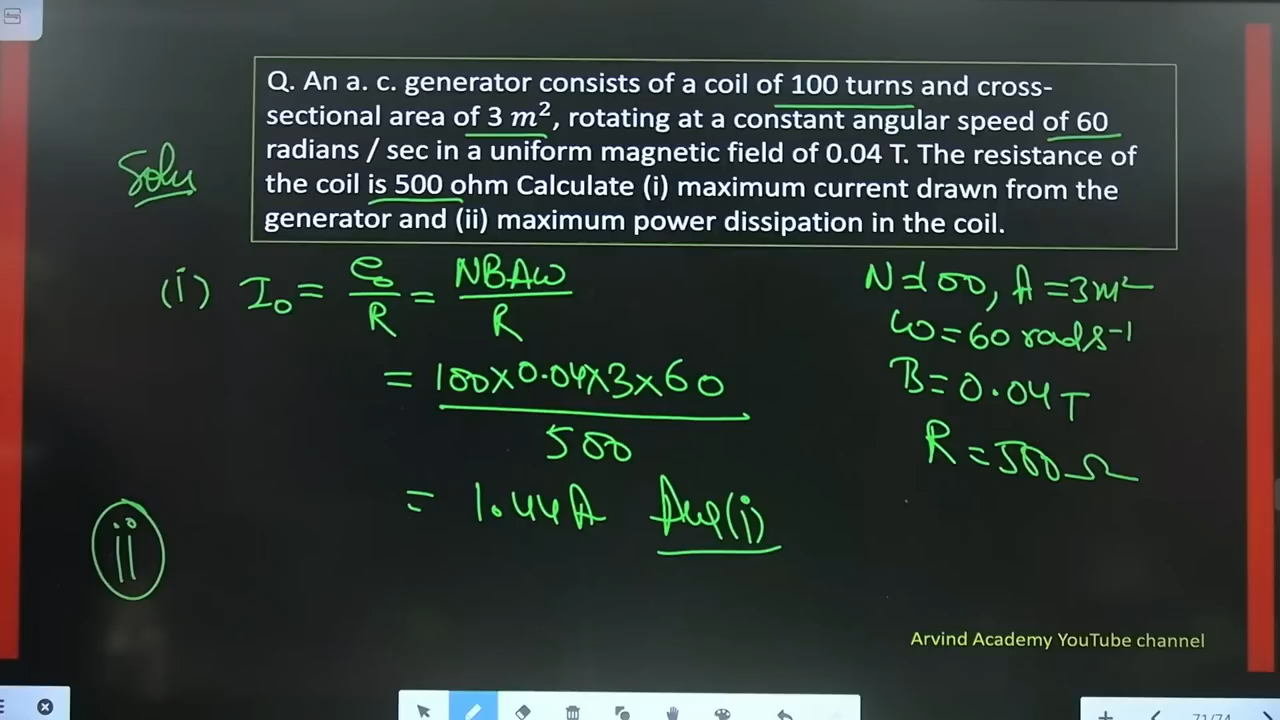 Q. An a. c. generator consists of a coil of 100 turns and cross-
sectional area of 3 m², rotating at a constant angular speed of 60
radians / sec in a uniform magnetic field of 0.04 T. The resistance of
the coil is 500 ohm Calculate (i) maximum current drawn from the
generator and (ii) maximum power dissipation in the coil.
Soln
(i) I₀ = e₀/R = NBAω/R
= 100×0.04×3×60
500
= 1.44A Ans(i)
N=100, A=3m²
ω=60 rads⁻¹
B=0.04T
R=500Ω
ii
Arvind Academy YouTube channel
71/74